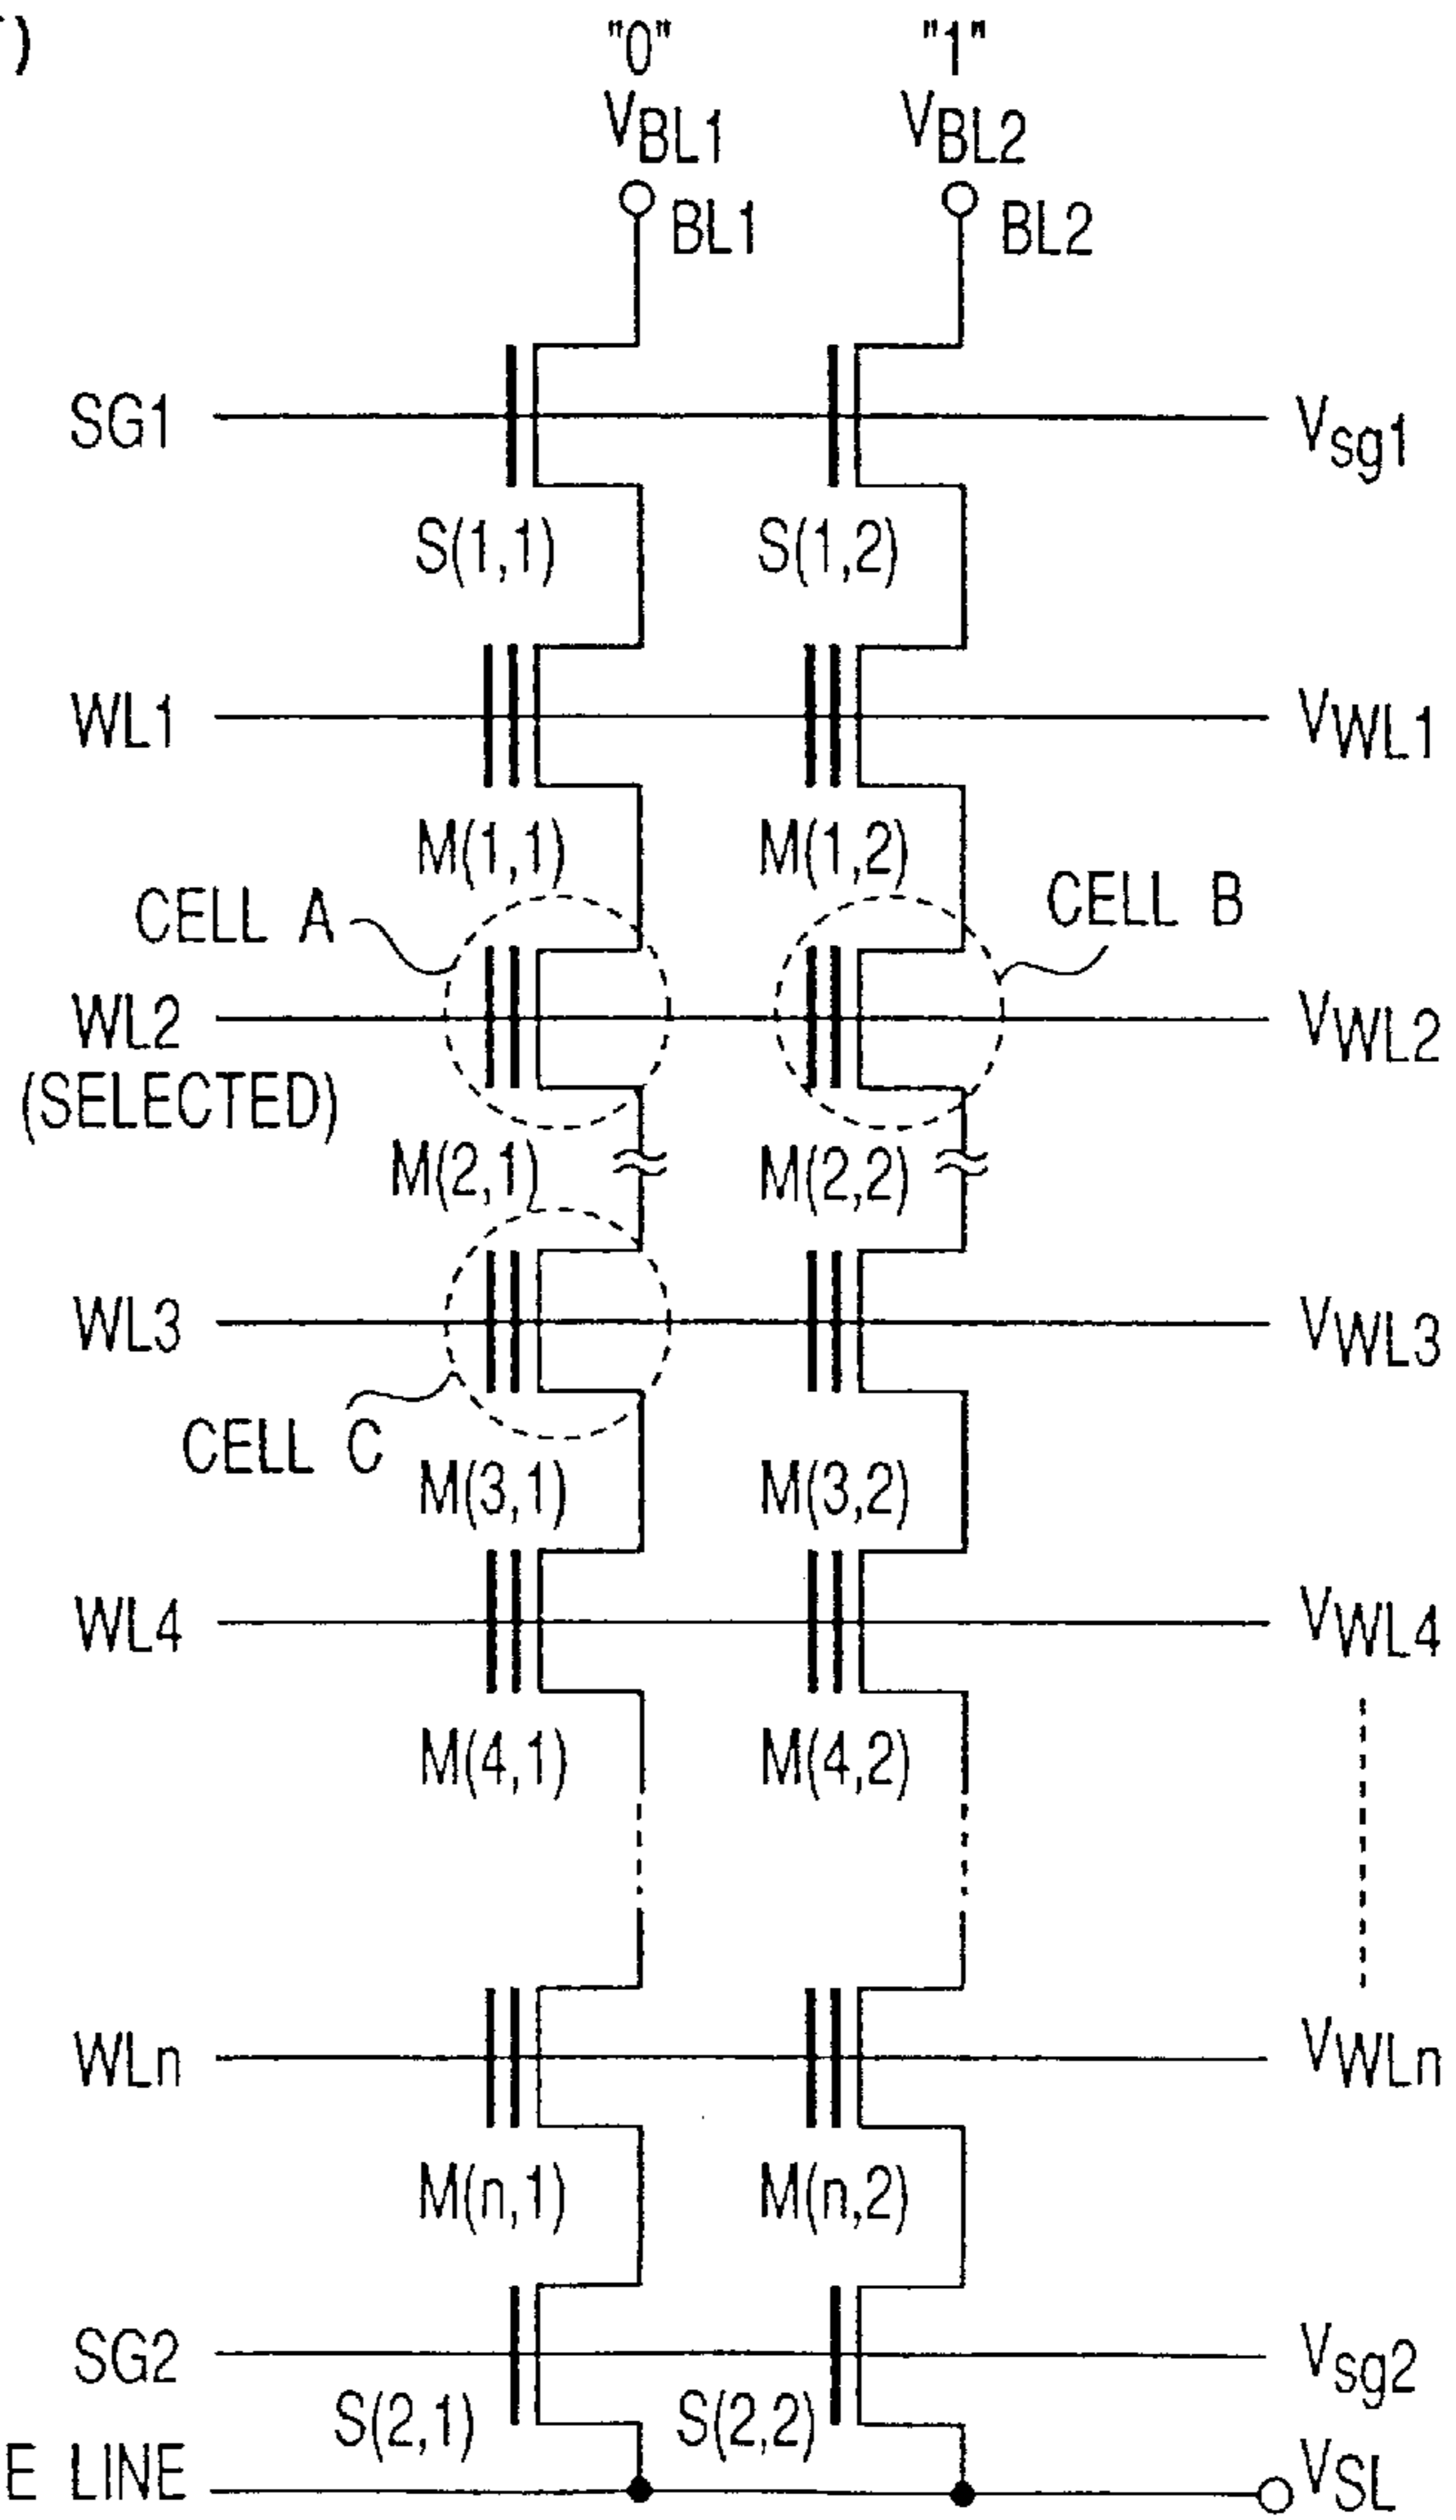 )
"0" "1"
VBL1 VBL2
BL1 BL2
SG1 Vsg1
S(1,1) S(1,2)
WL1 VWL1
M(1,1) M(1,2)
CELL A CELL B
WL2 VWL2
(SELECTED)
M(2,1) M(2,2)
WL3 VWL3
CELL C
M(3,1) M(3,2)
WL4 VWL4
M(4,1) M(4,2)
WLn VWLn
M(n,1) M(n,2)
SG2 Vsg2
S(2,1) S(2,2)
E LINE VSL